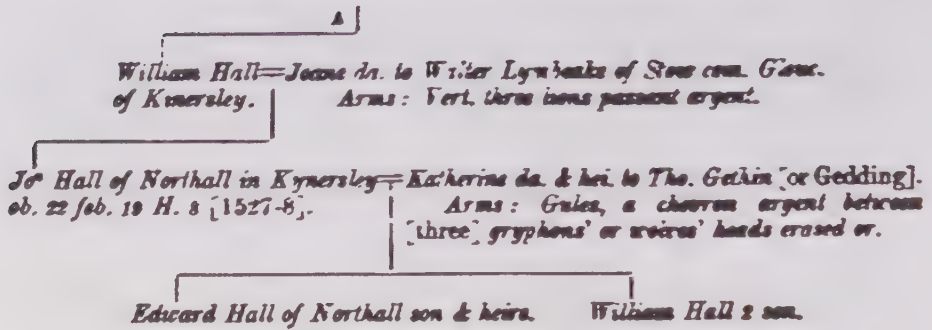 A
William Hall=Joane da. to Walter Lymbanks of Stow com. Glouc.
of Kinersley. Arms: Vert, three lions passant argent.
Jo⁰ Hall of Northall in Kynersley=Katherine da. & hei. to Tho. Gethin [or Gedding].
ob. 22 feb. 19 H. 8 [1527-8]. Arms: Gules, a chevron argent between
[three] gryphons' or wolves' heads erased or.
Edward Hall of Northall son & heire. William Hall 2 son.